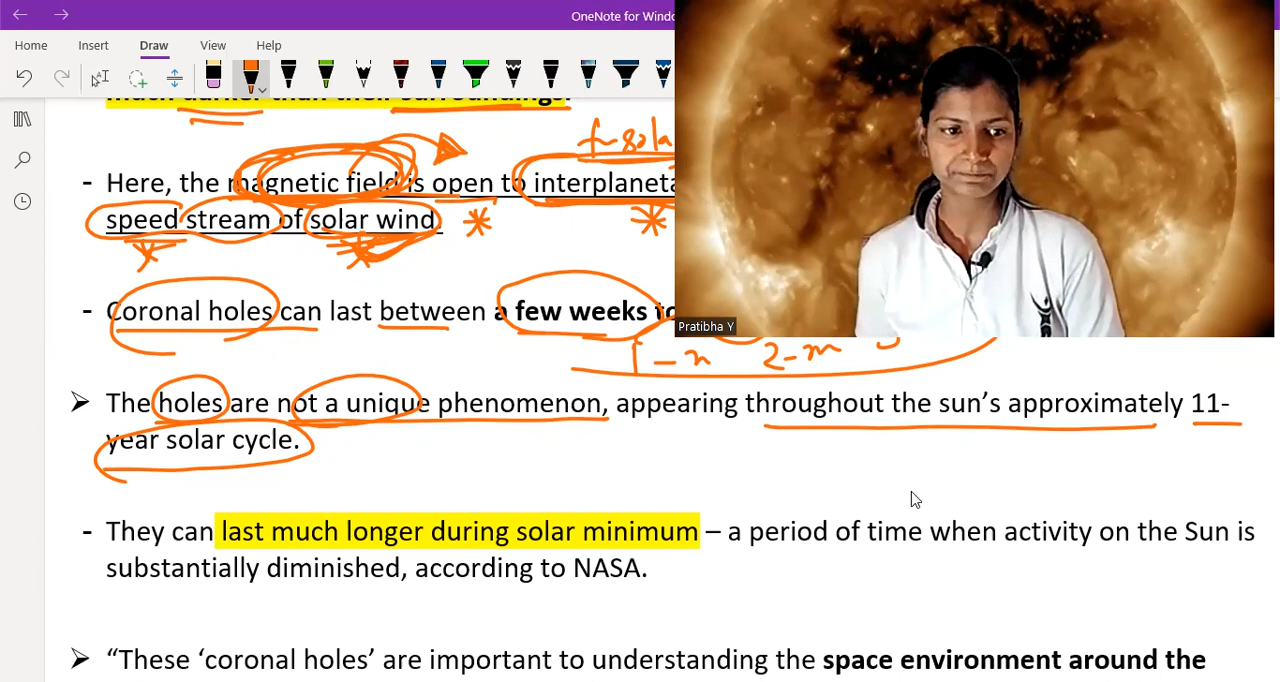 OneNote for Windo
Home Insert Draw View Help
much darker than their surroundings.
f-sola
- Here, the magnetic field is open to interplaneta
speed stream of solar wind.
- Coronal holes can last between a few weeks to
Pratibha Y
➤ The holes are not a unique phenomenon, appearing throughout the sun's approximately 11-
year solar cycle.
- They can last much longer during solar minimum – a period of time when activity on the Sun is
substantially diminished, according to NASA.
➤ “These ‘coronal holes’ are important to understanding the space environment around the